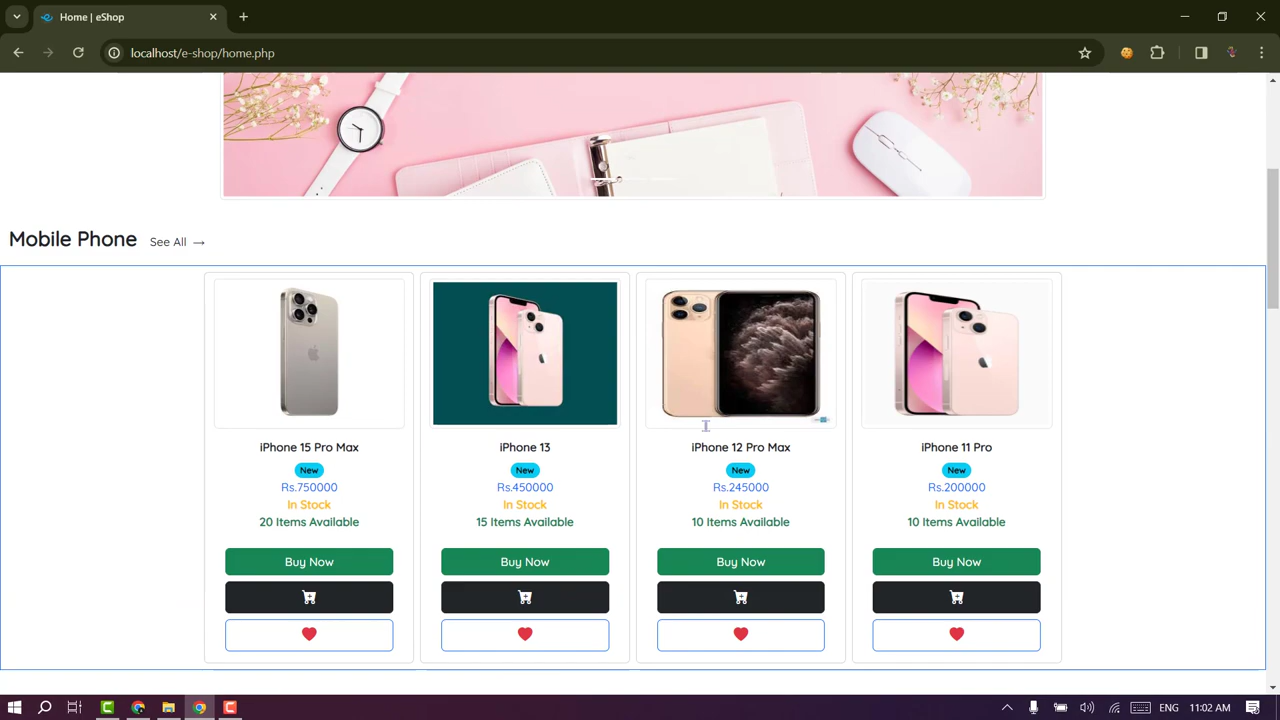 Home | eShop
localhost/e-shop/home.php
Mobile Phone See All →
iPhone 15 Pro Max
New
Rs.750000
In Stock
20 Items Available
Buy Now
iPhone 13
New
Rs.450000
In Stock
15 Items Available
Buy Now
iPhone 12 Pro Max
New
Rs.245000
In Stock
10 Items Available
Buy Now
iPhone 11 Pro
New
Rs.200000
In Stock
10 Items Available
Buy Now
ENG 11:02 AM